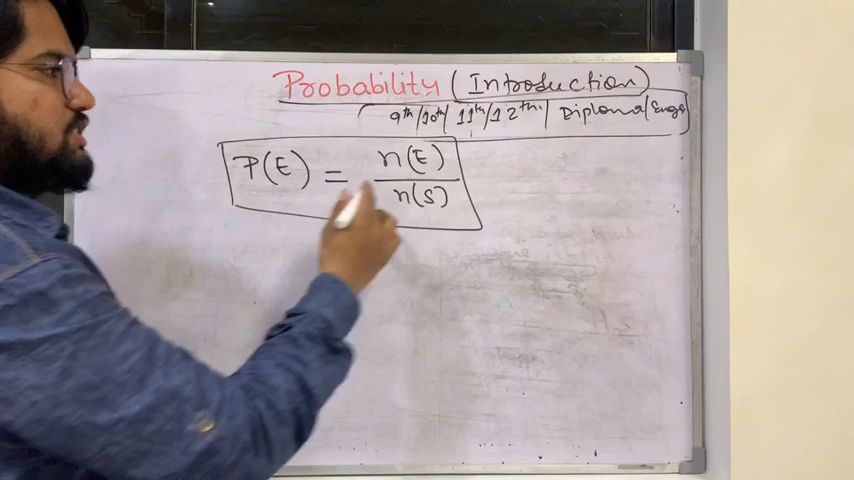 Probability (Introduction)
9th/10th/11th/12th./Diploma/Engg
P(E) = n(E)/n(S)